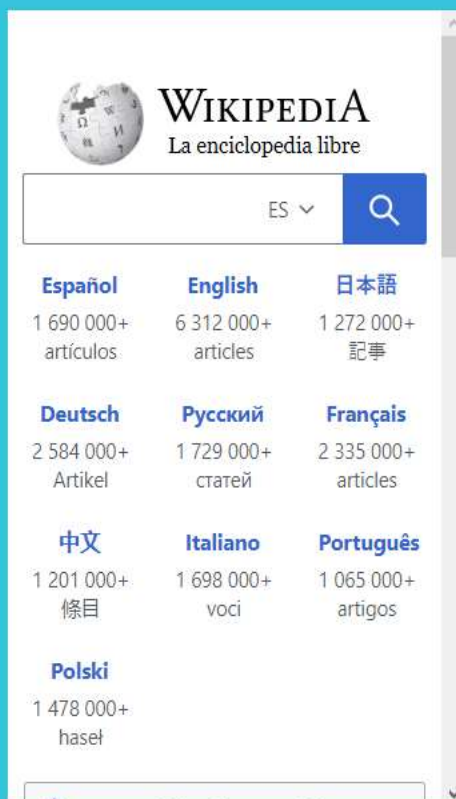 WIKIPEDIA
La enciclopedia libre
ES
Español English 日本語
1 690 000+ 6 312 000+ 1 272 000+
artículos articles 記事
Deutsch Русский Français
2 584 000+ 1 729 000+ 2 335 000+
Artikel статей articles
中文 Italiano Português
1 201 000+ 1 698 000+ 1 065 000+
條目 voci artigos
Polski
1 478 000+
haseł